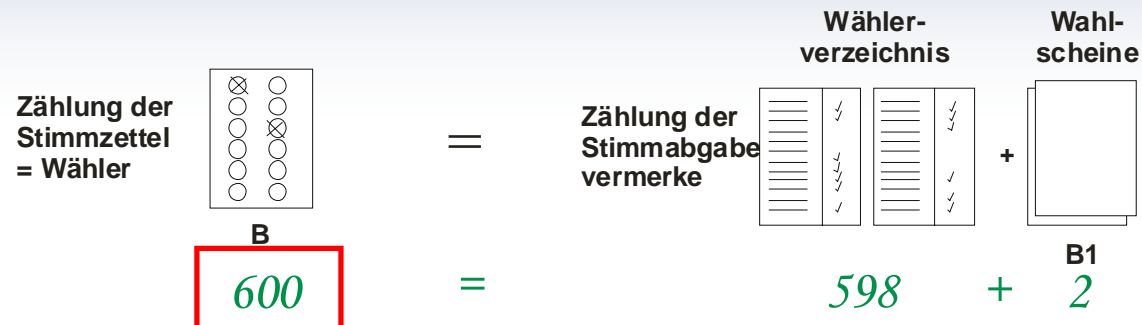 Wähler-
verzeichnis
Wahl-
scheine
Zählung der
Stimmzettel
= Wähler
=
Zählung der
Stimmabgabe
vermerke
+
B
B1
600 = 598 + 2